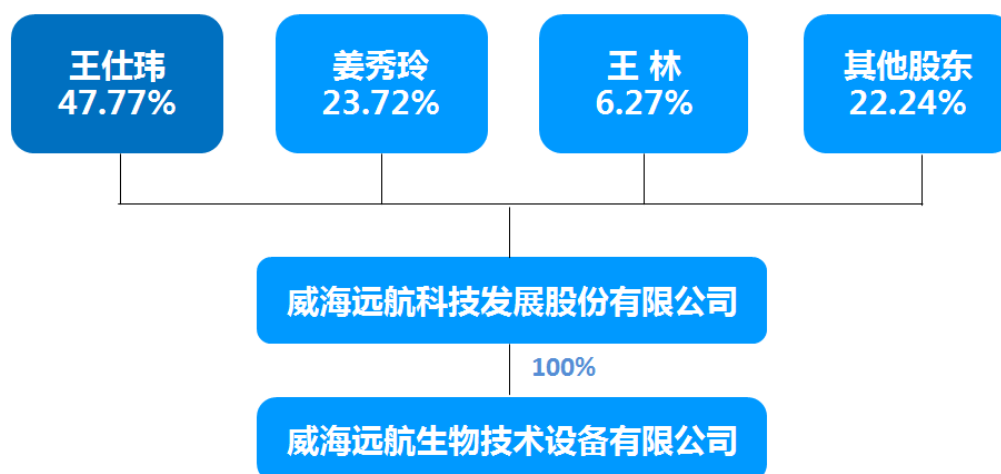 王仕玮
47.77%
姜秀玲
23.72%
王 林
6.27%
其他股东
22.24%
威海远航科技发展股份有限公司
100%
威海远航生物技术设备有限公司